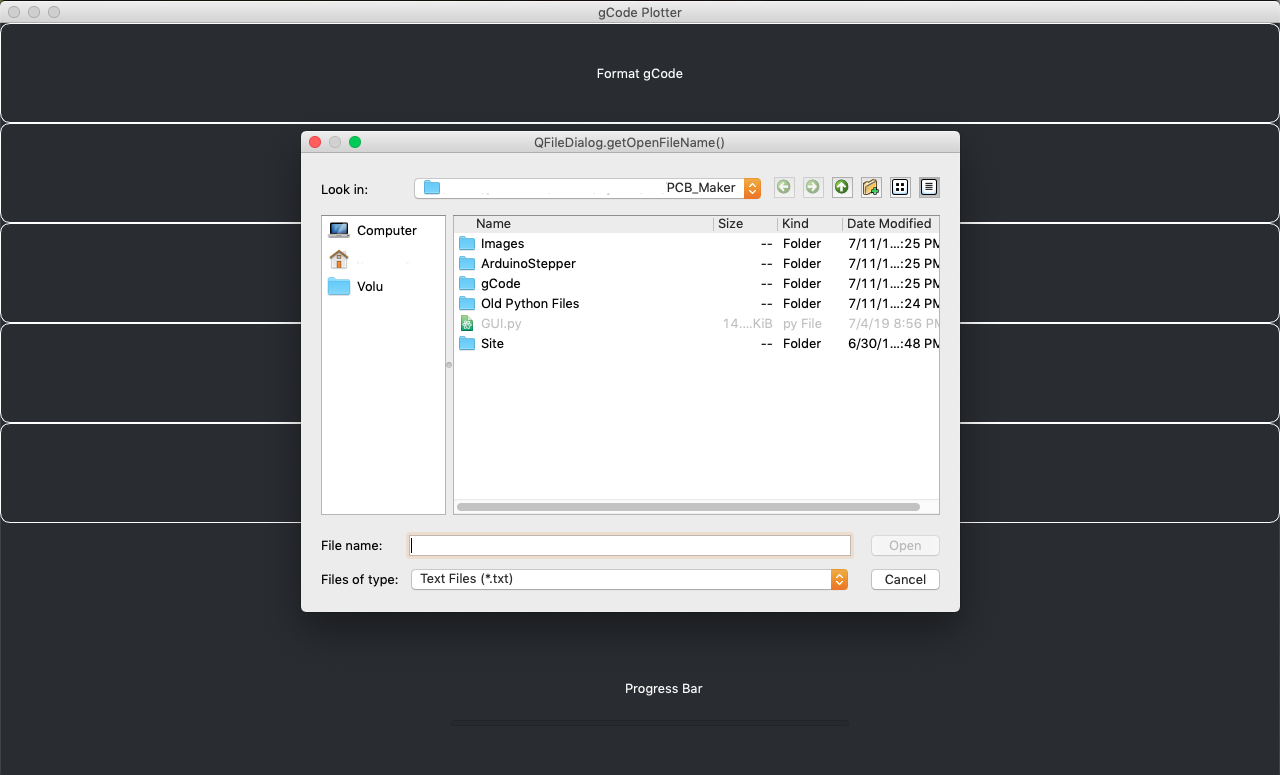 gCode Plotter
Format gCode
QFileDialog.getOpenFileName()
Look in: PCB_Maker
Computer
Volu
Name Size Kind Date Modified
Images -- Folder 7/11/1...:25 PM
ArduinoStepper -- Folder 7/11/1...:25 PM
gCode -- Folder 7/11/1...:25 PM
Old Python Files -- Folder 7/11/1...:24 PM
GUI.py 14....KiB py File 7/4/19 8:56 PM
Site -- Folder 6/30/1...:48 PM
File name: Open
Files of type: Text Files (*.txt) Cancel
Progress Bar